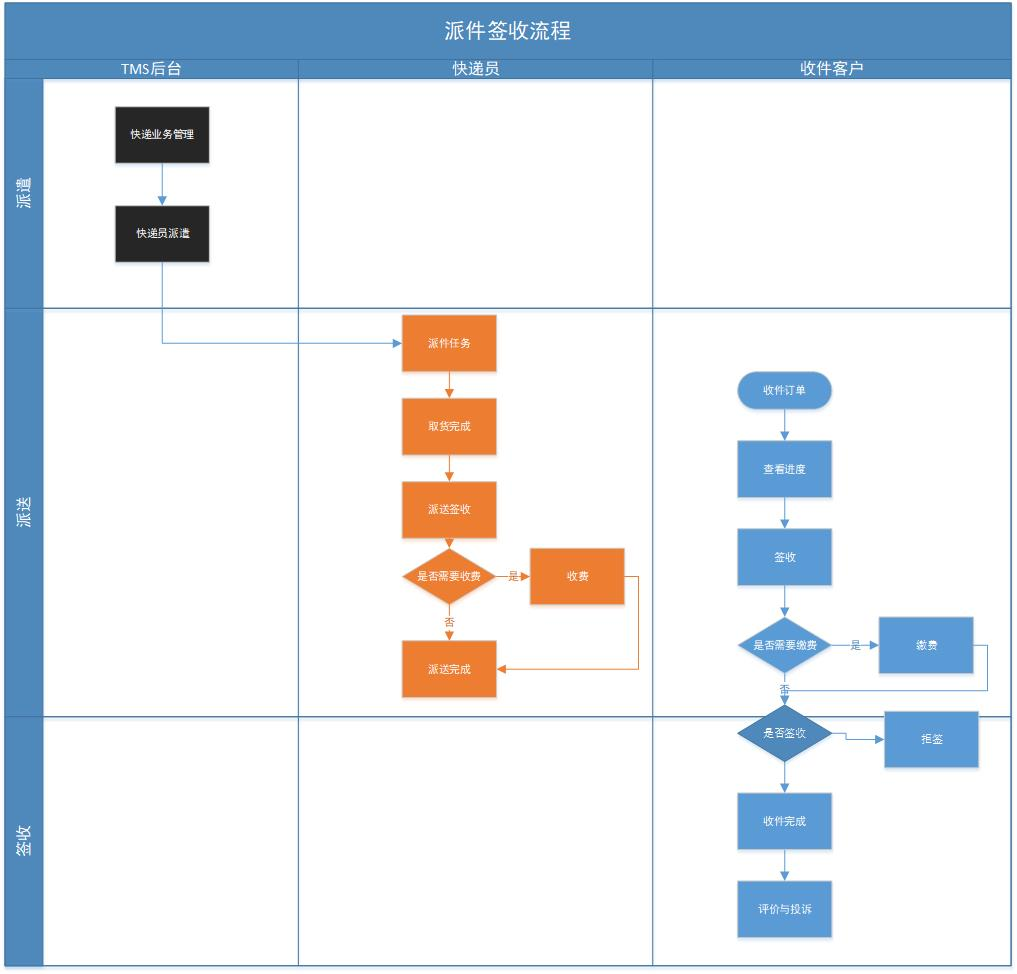 派件签收流程
TMS后台
快递员
收件客户
派遣
快递业务管理
快递员派遣
派送
派件任务
取货完成
派送签收
是否需要收费
是
收费
否
派送完成
收件订单
查看进度
签收
是否需要缴费
是
缴费
否
签收
是否签收
拒签
收件完成
评价与投诉